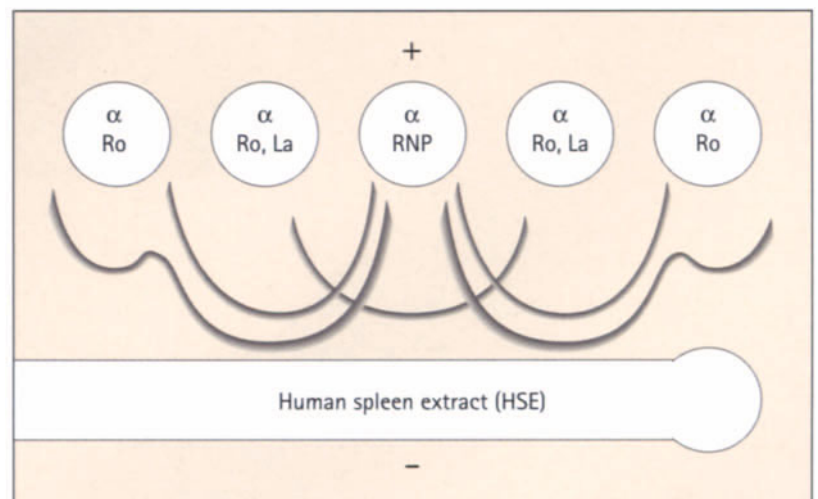 +
α
Ro
α
Ro, La
α
RNP
α
Ro, La
α
Ro
Human spleen extract (HSE)
–